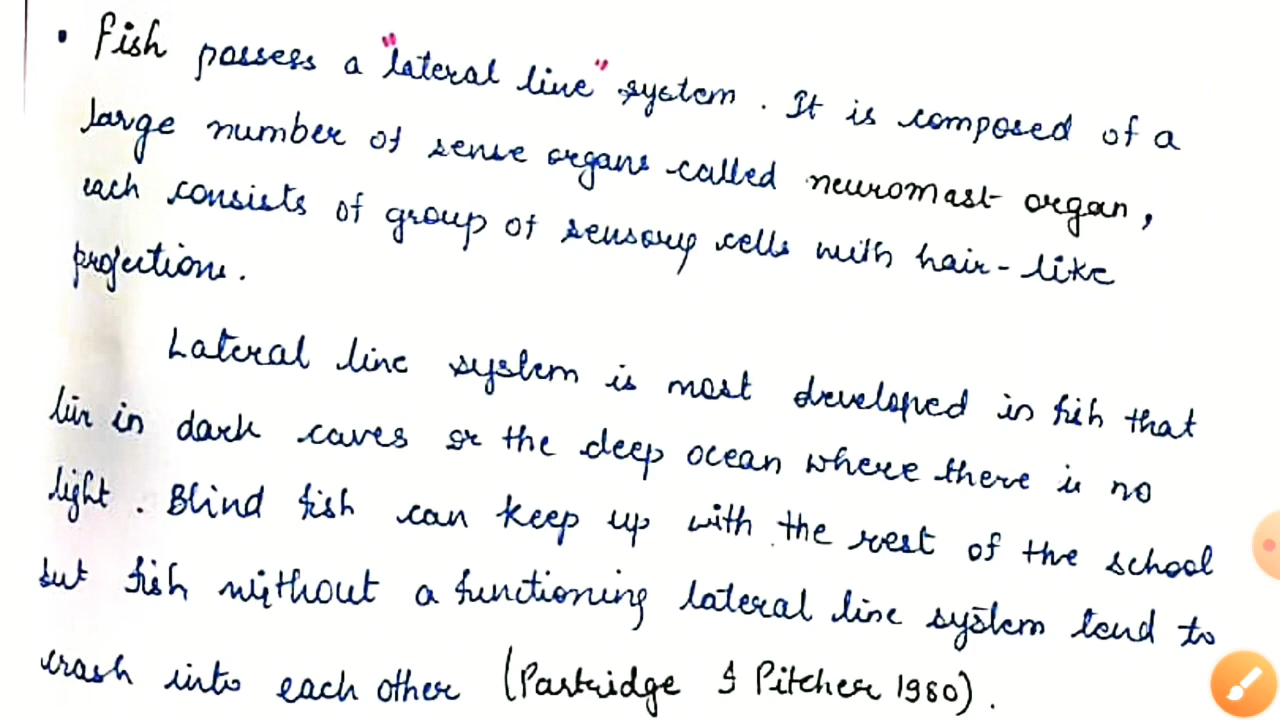 • Fish possess a "lateral line" system. It is composed of a
large number of sense organs called neuromast organ,
each consists of group of sensory cells with hair-like
projections.
Lateral line system is most developed in fish that
live in dark caves or the deep ocean where there is no
light. Blind fish can keep up with the rest of the school
but fish without a functioning lateral line system tend to
crash into each other (Partridge & Pitcher 1980).